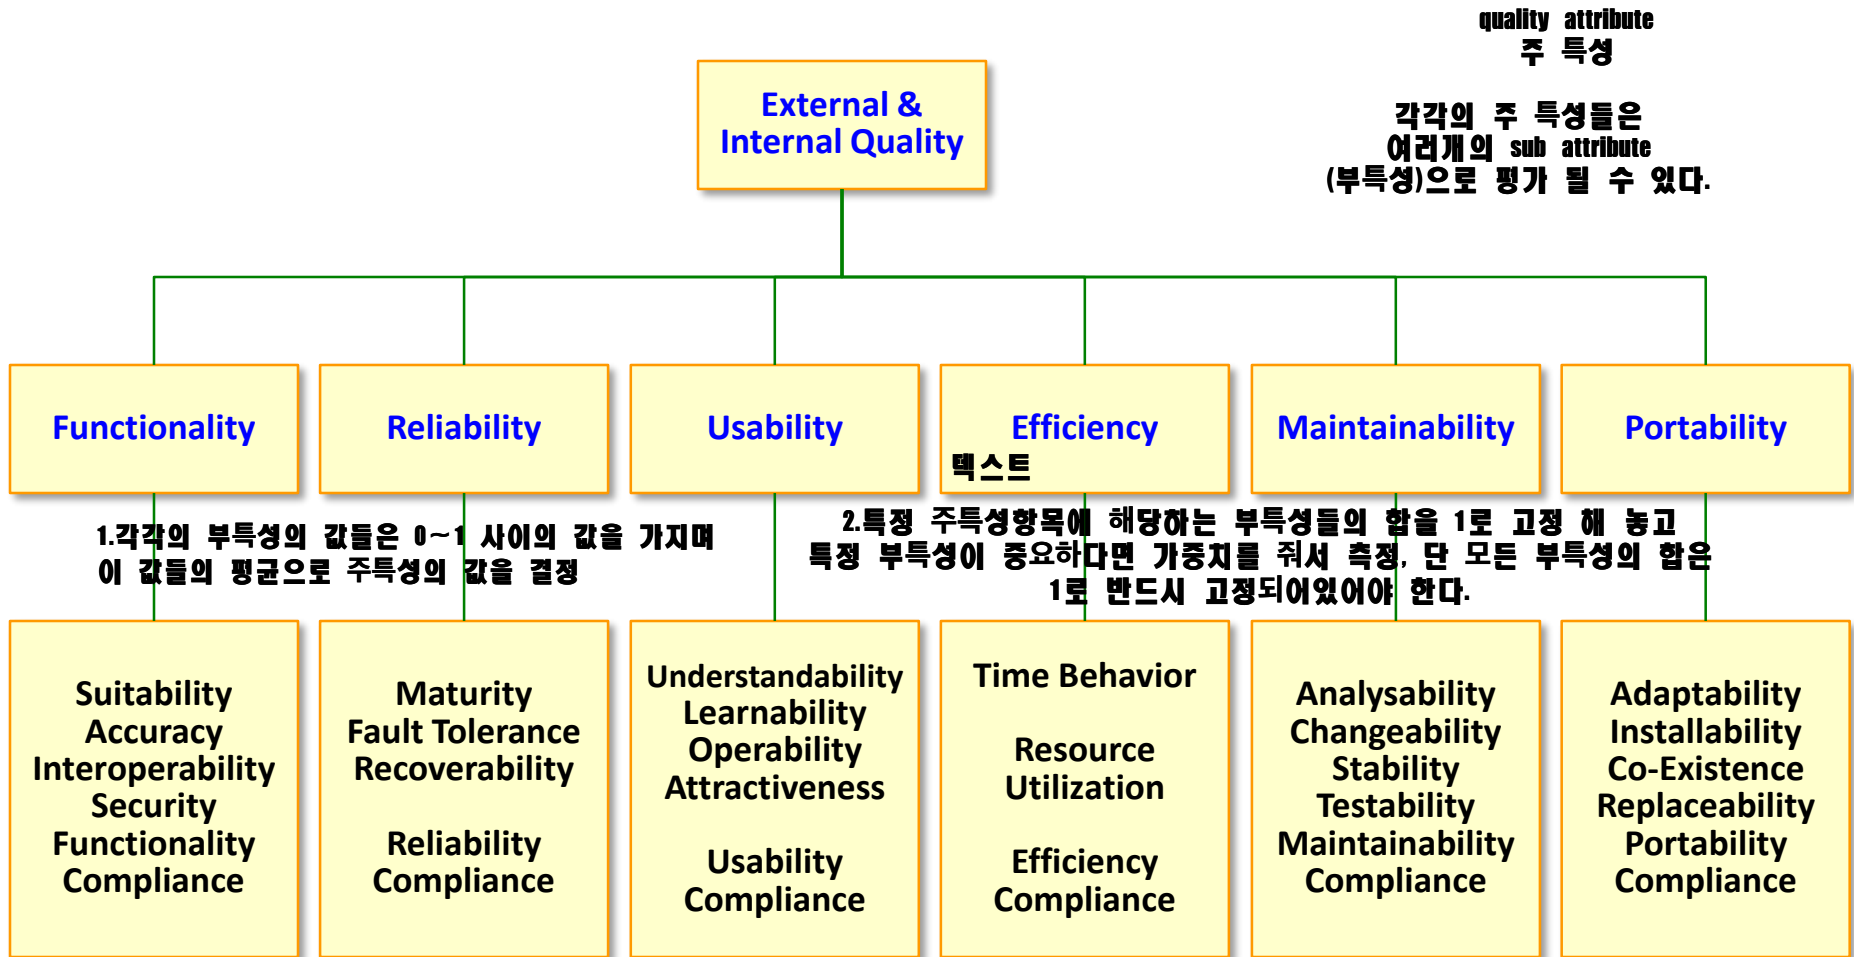 quality attribute
주 특성
각각의 주 특성들은
여러개의 sub attribute
(부특성)으로 평가 될 수 있다.
External &
Internal Quality
Functionality
Reliability
Usability
Efficiency
텍스트
Maintainability
Portability
1.각각의 부특성의 값들은 0~1 사이의 값을 가지며
이 값들의 평균으로 주특성의 값을 결정
2.특정 주특성항목에 해당하는 부특성들의 합을 1로 고정 해 놓고
특정 부특성이 중요하다면 가중치를 줘서 측정, 단 모든 부특성의 합은
1로 반드시 고정되어있어야 한다.
Suitability
Accuracy
Interoperability
Security
Functionality
Compliance
Maturity
Fault Tolerance
Recoverability
Reliability
Compliance
Understandability
Learnability
Operability
Attractiveness
Usability
Compliance
Time Behavior
Resource
Utilization
Efficiency
Compliance
Analysability
Changeability
Stability
Testability
Maintainability
Compliance
Adaptability
Installability
Co-Existence
Replaceability
Portability
Compliance